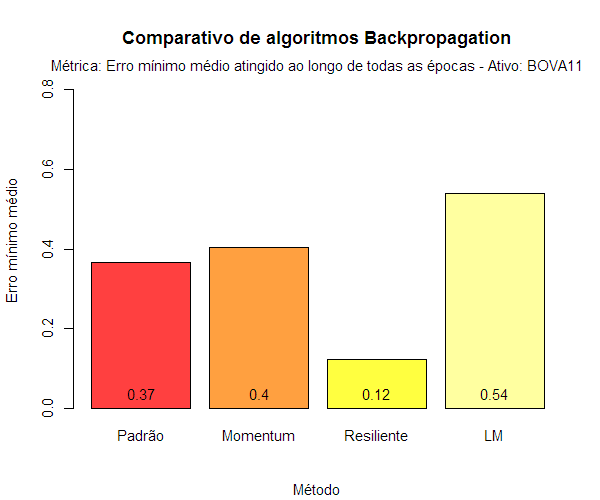 Comparativo de algoritmos Backpropagation
Métrica: Erro mínimo médio atingido ao longo de todas as épocas - Ativo: BOVA11
Erro mínimo médio
0.8
0.6
0.4
0.2
0.0
0.37
0.4
0.12
0.54
Padrão
Momentum
Resiliente
LM
Método